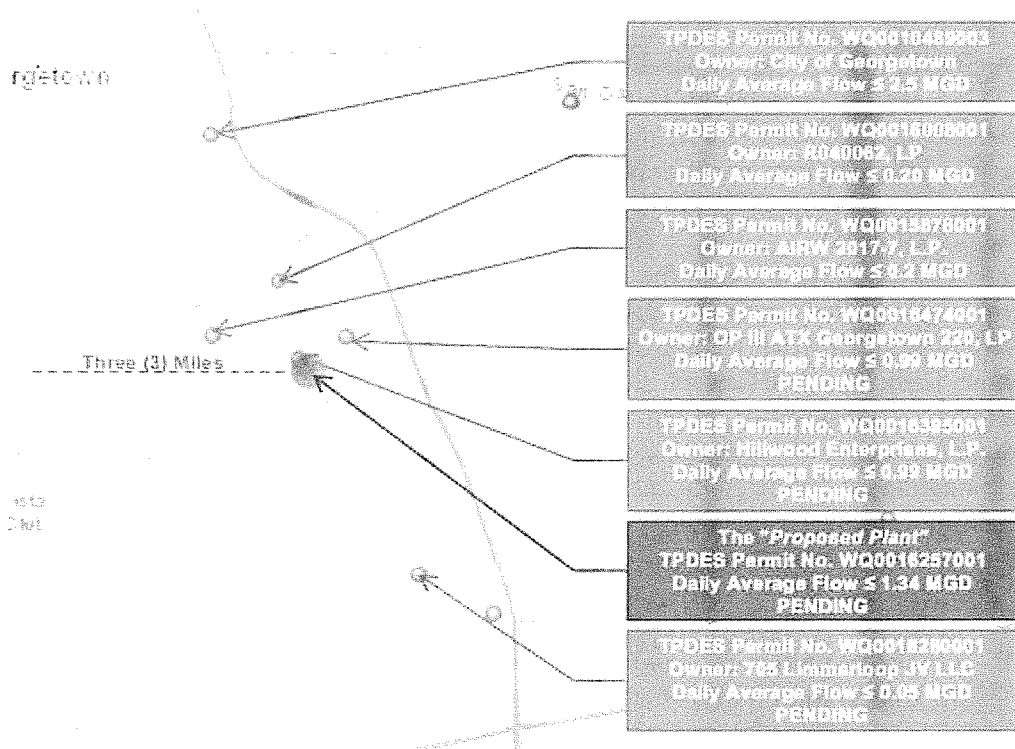 rgetown
TPDES Permit No. WQ0010489003
Owner: City of Georgetown
Daily Average Flow ≤ 2.5 MGD
TPDES Permit No.
Owner: R040062, LP
Daily Average Flow ≤ 0.20 MGD
TPDES Permit No.
Owner: AIRW 2017-7, L.P.
Daily Average Flow ≤ 0.2 MGD
TPDES Permit No. WQ0016474001
Owner: OP III ATX Georgetown 220, LP
Daily Average Flow ≤ 0.99 MGD
PENDING
Three (3) Miles
TPDES Permit No.
Owner: Hillwood Enterprises, L.P.
Daily Average Flow ≤ 0.99 MGD
PENDING
The "Proposed Plant"
TPDES Permit No. WQ0016257001
Daily Average Flow ≤ 1.34 MGD
PENDING
TPDES Permit No.
Owner: 765 Limmerloop JV LLC
Daily Average Flow ≤ 0.05 MGD
PENDING